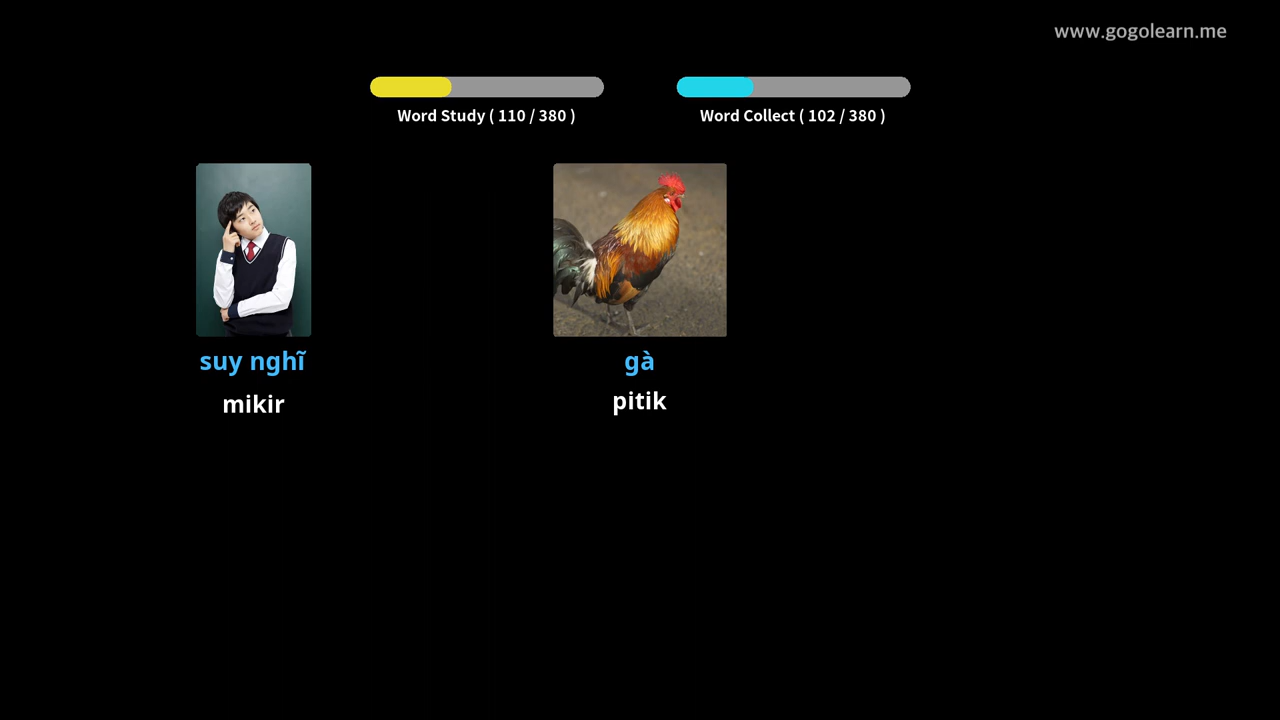 www.gogolearn.me
Word Study ( 110 / 380 )
Word Collect ( 102 / 380 )
suy nghĩ
mikir
gà
pitik